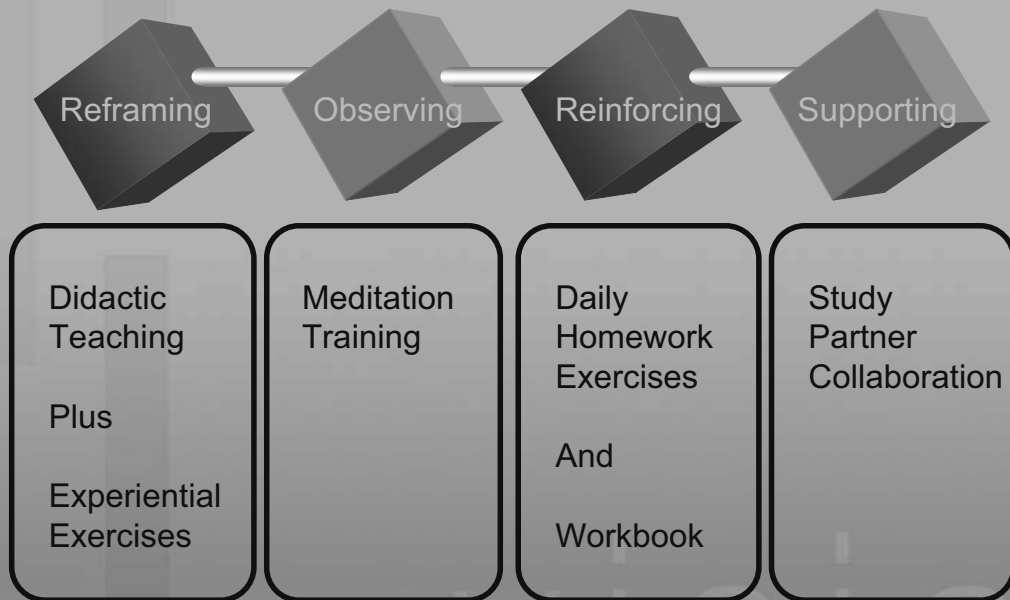 Reframing
Observing
Reinforcing
Supporting
Didactic
Teaching
Plus
Experiential
Exercises
Meditation
Training
Daily
Homework
Exercises
And
Workbook
Study
Partner
Collaboration